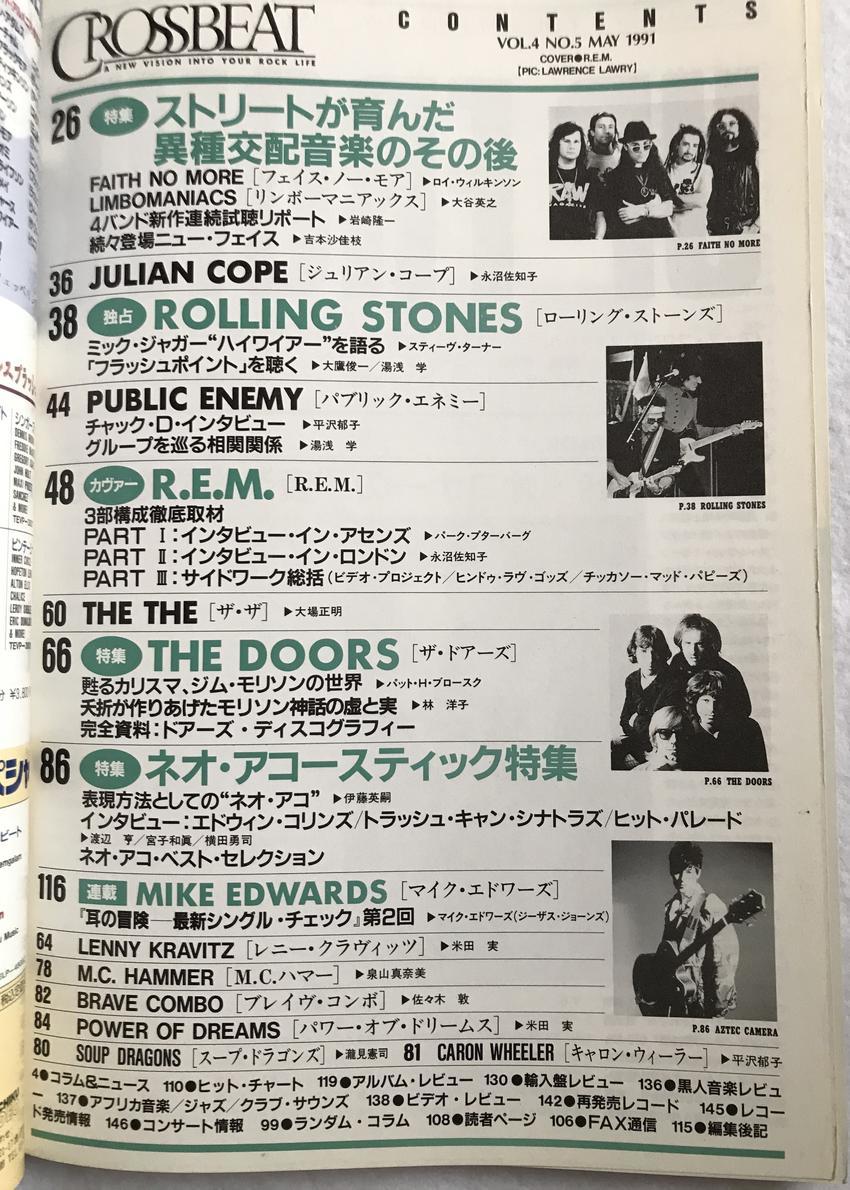 CROSSBEAT
A NEW VISION INTO YOUR ROCK LIFE
CONTENTS
VOL.4 NO.5 MAY 1991
COVER●R.E.M.
[PIC:LAWRENCE LAWRY]
26 特集 ストリートが育んだ
異種交配音楽のその後
FAITH NO MORE [フェイス・ノー・モア] ▶ロイ・ウィルキンソン
LIMBOMANIACS [リンボーマニアックス] ▶大谷英之
4バンド新作連続試聴リポート ▶岩崎隆一
続々登場ニュー・フェイス ▶吉本沙佳枝
P.26 FAITH NO MORE
36 JULIAN COPE [ジュリアン・コープ] ▶永沼佐知子
38 独占 ROLLING STONES [ローリング・ストーンズ]
ミック・ジャガー“ハイワイアー”を語る ▶スティーヴ・ターナー
「フラッシュポイント」を聴く ▶大鷹俊一/湯浅 学
44 PUBLIC ENEMY [パブリック・エネミー]
チャック・D・インタビュー ▶平沢郁子
グループを巡る相関関係 ▶湯浅 学
P.38 ROLLING STONES
48 カヴァー R.E.M. [R.E.M.]
3部構成徹底取材
PART Ⅰ:インタビュー・イン・アセンズ ▶パーク・プターバーグ
PART Ⅱ:インタビュー・イン・ロンドン ▶永沼佐知子
PART Ⅲ:サイドワーク総括(ビデオ・プロジェクト/ヒンドゥ・ラヴ・ゴッズ/チッカソー・マッド・パピーズ)
60 THE THE [ザ・ザ] ▶大場正明
66 特集 THE DOORS [ザ・ドアーズ]
甦るカリスマ、ジム・モリソンの世界 ▶パット・H・ブロースク
夭折が作りあげたモリソン神話の虚と実 ▶林 洋子
完全資料:ドアーズ・ディスコグラフィー
P.66 THE DOORS
86 特集 ネオ・アコースティック特集
表現方法としての“ネオ・アコ” ▶伊藤英嗣
インタビュー:エドウィン・コリンズ/トラッシュ・キャン・シナトラズ/ヒット・パレード
▶渡辺 亨/宮子和眞/横田勇司
ネオ・アコ・ベスト・セレクション
116 連載 MIKE EDWARDS [マイク・エドワーズ]
『耳の冒険─最新シングル・チェック』第2回 ▶マイク・エドワーズ(ジーザス・ジョーンズ)
64 LENNY KRAVITZ [レニー・クラヴィッツ] ▶米田 実
78 M.C. HAMMER [M.C.ハマー] ▶泉山真奈美
82 BRAVE COMBO [ブレイヴ・コンボ] ▶佐々木 敦
84 POWER OF DREAMS [パワー・オブ・ドリームス] ▶米田 実
P.86 AZTEC CAMERA
80 SOUP DRAGONS [スープ・ドラゴンズ] ▶瀧見憲司 81 CARON WHEELER [キャロン・ウィーラー] ▶平沢郁子
4●コラム&ニュース 110●ヒット・チャート 119●アルバム・レビュー 130●輸入盤レビュー 136●黒人音楽レビュ
ー 137●アフリカ音楽/ジャズ/クラブ・サウンズ 138●ビデオ・レビュー 142●再発売レコード 145●レコー
ド発売情報 146●コンサート情報 99●ランダム・コラム 108●読者ページ 106●FAX通信 115●編集後記